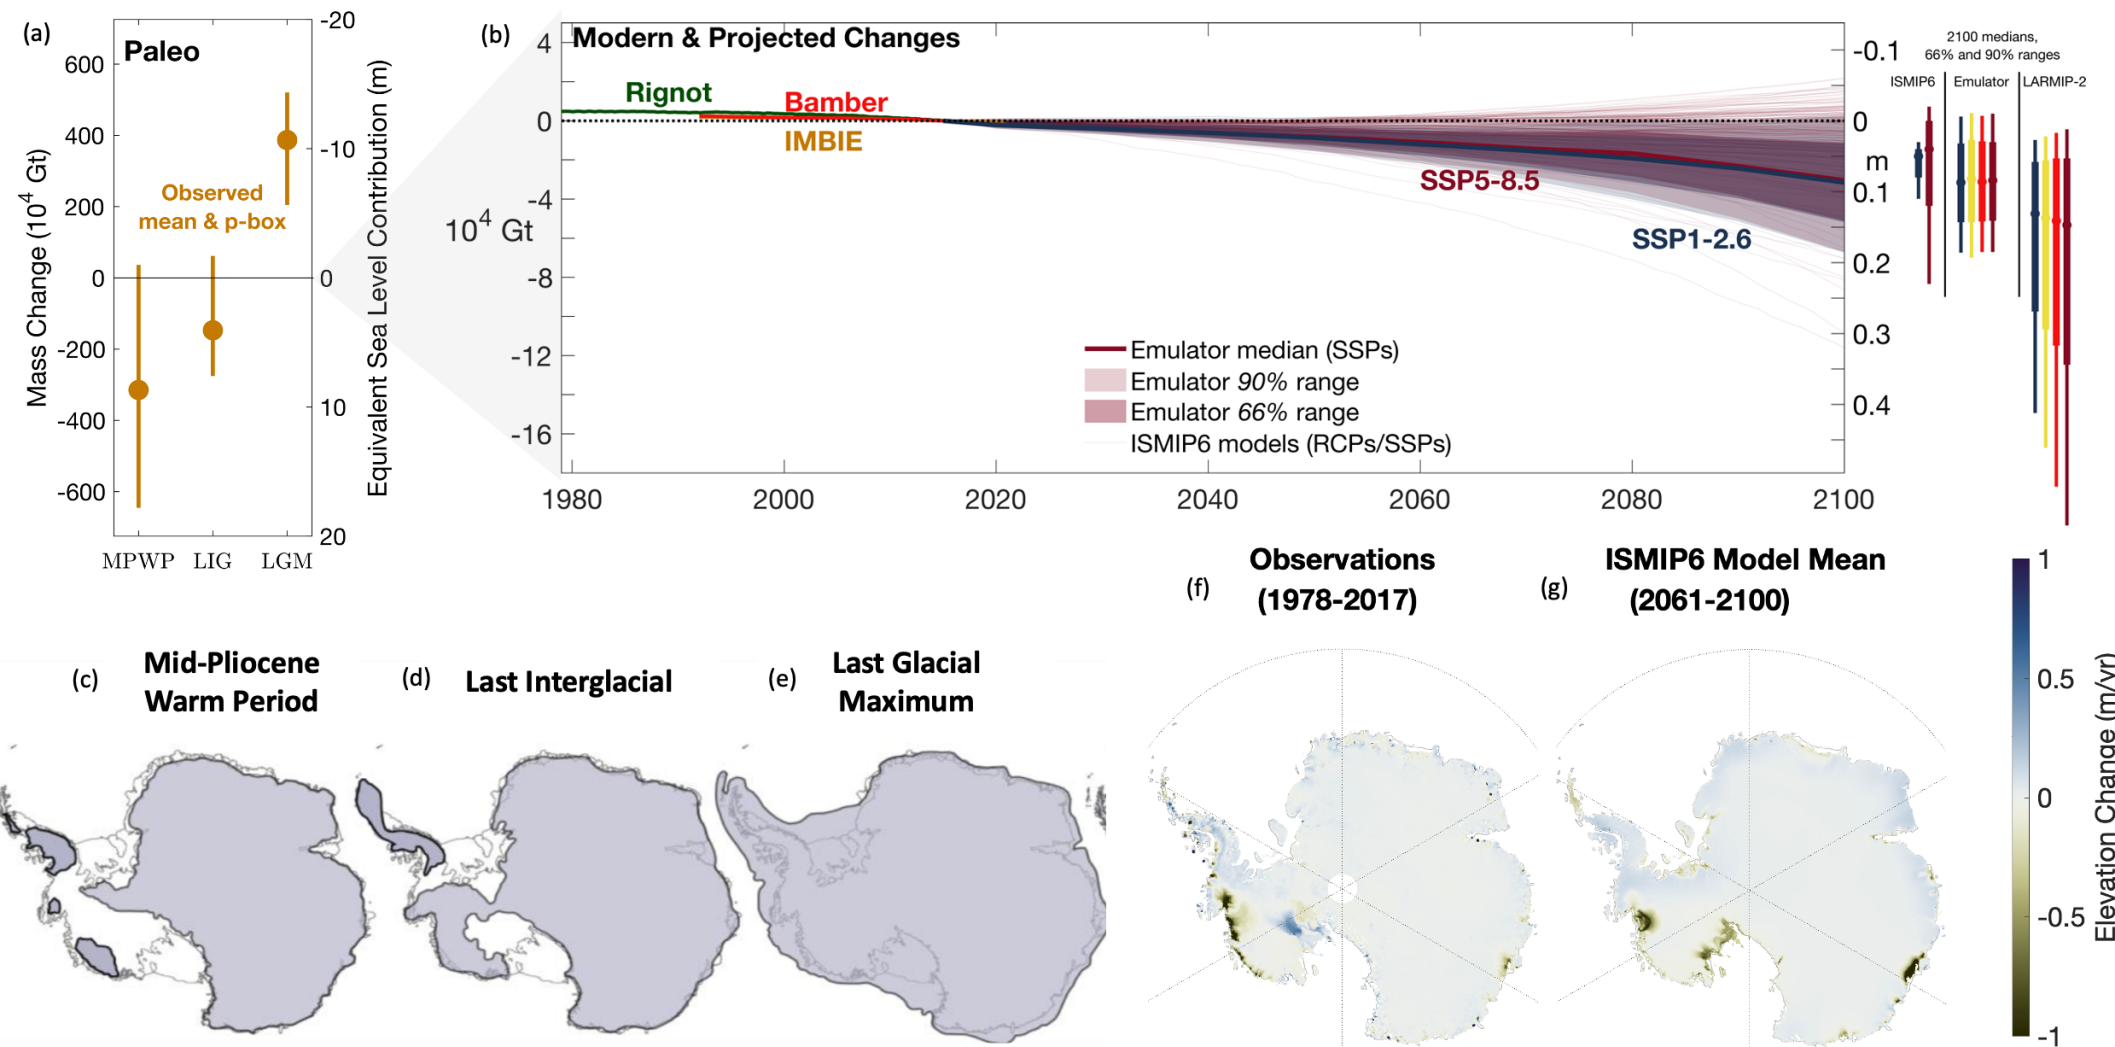 (a)
Paleo
Mass Change (10⁴ Gt)
600
400
200
0
-200
-400
-600
Observed
mean & p-box
MPWP LIG LGM
-20
-10
0
10
20
Equivalent Sea Level Contribution (m)
(b)
Modern & Projected Changes
4
0
-4
10⁴ Gt
-8
-12
-16
Rignot
Bamber
IMBIE
SSP5-8.5
SSP1-2.6
Emulator median (SSPs)
Emulator 90% range
Emulator 66% range
ISMIP6 models (RCPs/SSPs)
1980 2000 2020 2040 2060 2080 2100
-0.1
0
m
0.1
0.2
0.3
0.4
2100 medians,
66% and 90% ranges
ISMIP6 Emulator LARMIP-2
(c) Mid-Pliocene
Warm Period
(d) Last Interglacial
(e) Last Glacial
Maximum
(f) Observations
(1978-2017)
(g) ISMIP6 Model Mean
(2061-2100)
1
0.5
0
-0.5
-1
Elevation Change (m/yr)